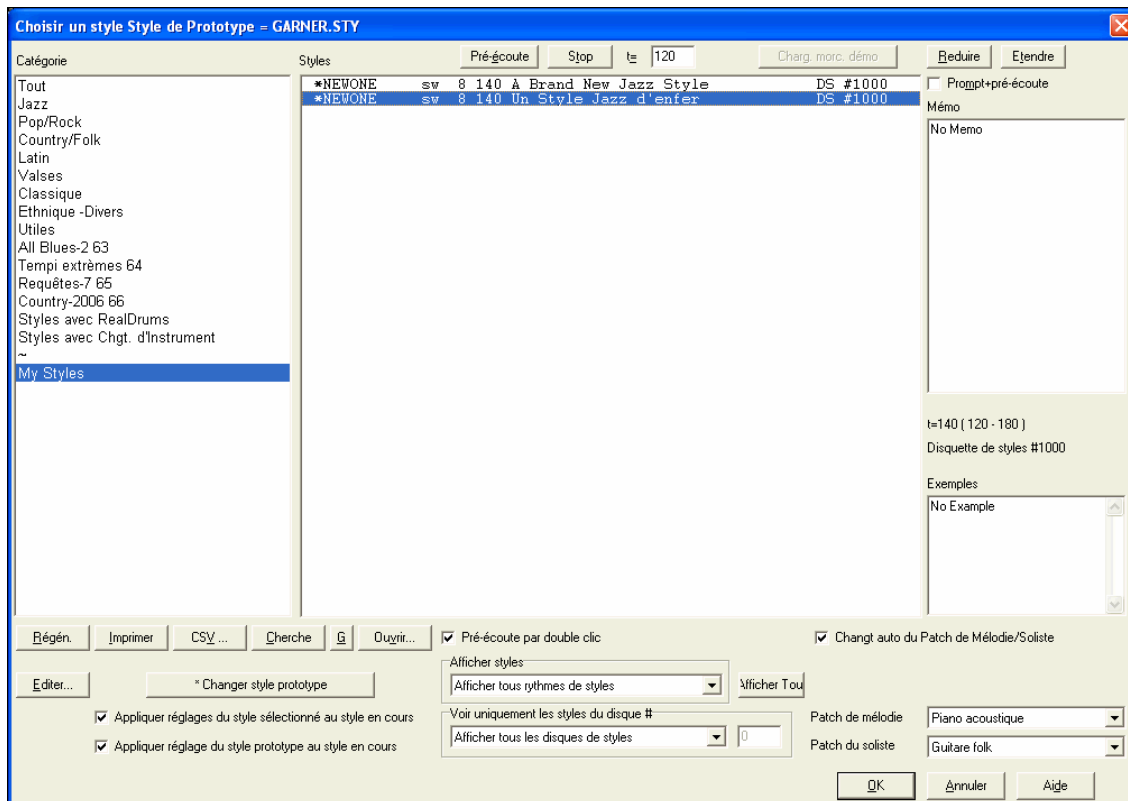 Choisir un style Style de Prototype = GARNER.STY
Catégorie
Styles
Pré-écoute
Stop
t=
120
Charg. morc. démo
Reduire
Etendre
Tout
Jazz
Pop/Rock
Country/Folk
Latin
Valses
Classique
Ethnique -Divers
Utiles
All Blues-2 63
Tempi extrèmes 64
Requêtes-7 65
Country-2006 66
Styles avec RealDrums
Styles avec Chgt. d'Instrument
~
My Styles
*NEWONE sw 8 140 A Brand New Jazz Style DS #1000
*NEWONE sw 8 140 Un Style Jazz d'enfer DS #1000
Prompt+pré-écoute
Mémo
No Memo
t=140 ( 120 - 180 )
Disquette de styles #1000
Exemples
No Example
Régén.
Imprimer
CSV ...
Cherche
G
Ouvrir...
Pré-écoute par double clic
Changt auto du Patch de Mélodie/Soliste
Editer...
* Changer style prototype
Afficher styles
Afficher tous rythmes de styles
Afficher Tou
Appliquer réglages du style sélectionné au style en cours
Appliquer réglage du style prototype au style en cours
Voir uniquement les styles du disque #
Afficher tous les disques de styles
0
Patch de mélodie
Piano acoustique
Patch du soliste
Guitare folk
OK
Annuler
Aide